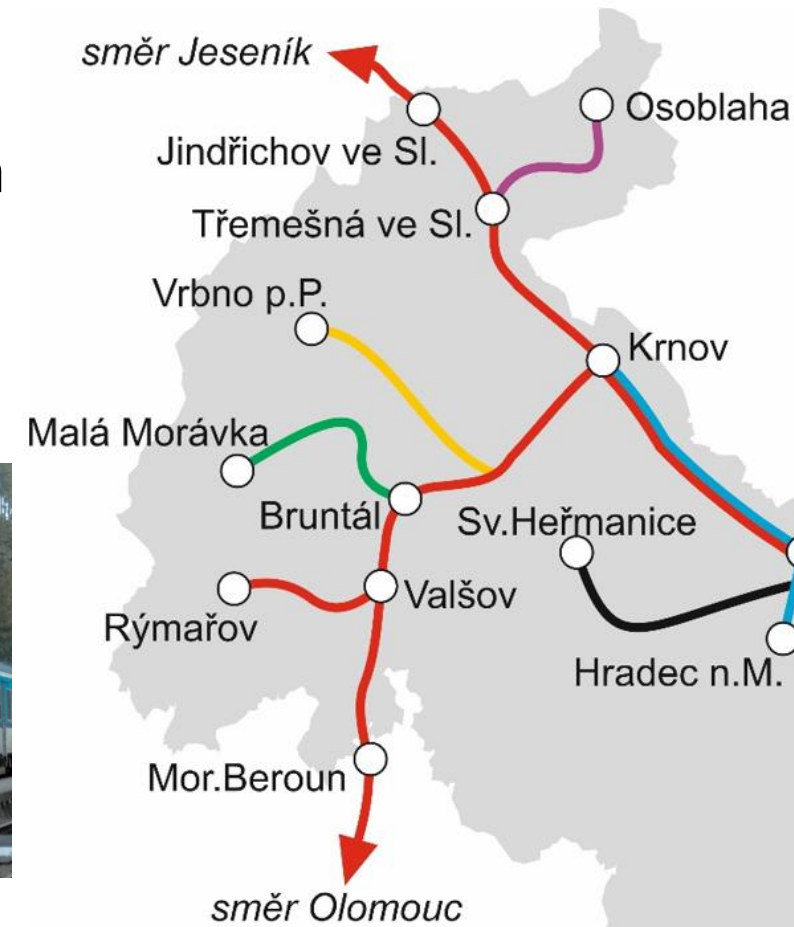 směr Jeseník
Osoblaha
Jindřichov ve Sl.
Třemešná ve Sl.
Vrbno p.P.
Krnov
Malá Morávka
Bruntál
Sv.Heřmanice
Valšov
Rýmařov
Hradec n.M.
Mor.Beroun
směr Olomouc